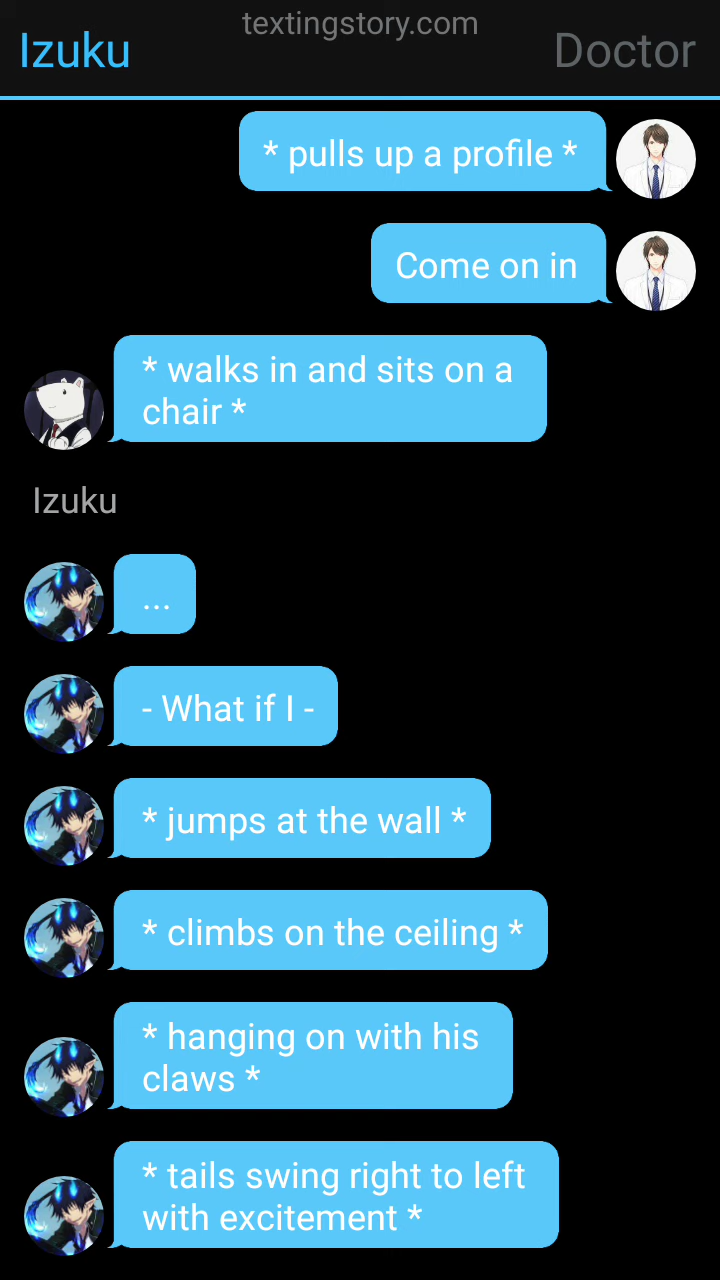 textingstory.com
Izuku
Doctor
* pulls up a profile *
Come on in
* walks in and sits on a
chair *
Izuku
...
- What if I -
* jumps at the wall *
* climbs on the ceiling *
* hanging on with his
claws *
* tails swing right to left
with excitement *